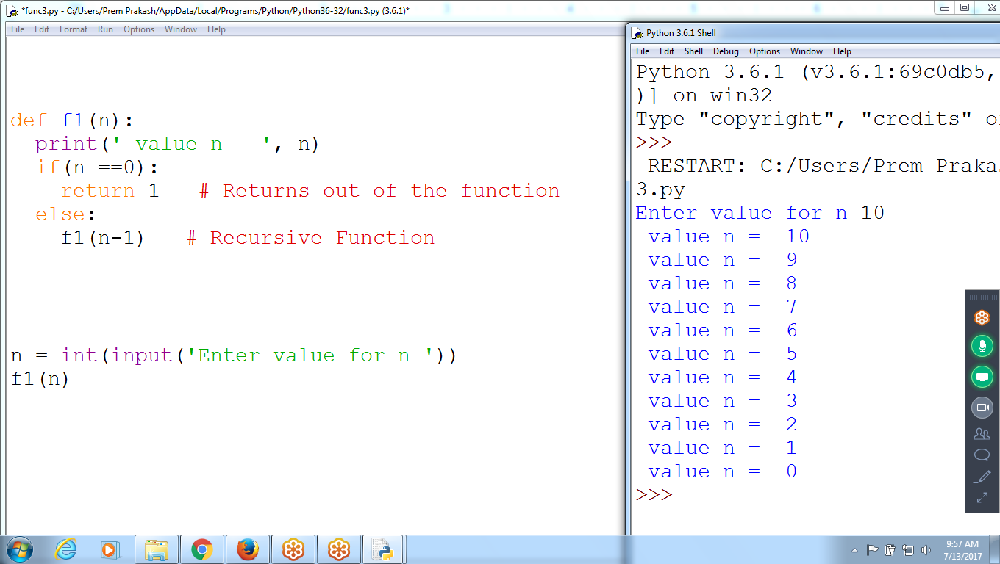 *func3.py - C:/Users/Prem Prakash/AppData/Local/Programs/Python/Python36-32/func3.py (3.6.1)*
File Edit Format Run Options Window Help
def f1(n):
  print(' value n = ', n)
  if(n ==0):
    return 1   # Returns out of the function
  else:
    f1(n-1)   # Recursive Function
n = int(input('Enter value for n '))
f1(n)
Python 3.6.1 Shell
File Edit Shell Debug Options Window Help
Python 3.6.1 (v3.6.1:69c0db5,
)] on win32
Type "copyright", "credits" o
>>>
 RESTART: C:/Users/Prem Praka
3.py
Enter value for n 10
 value n =  10
 value n =  9
 value n =  8
 value n =  7
 value n =  6
 value n =  5
 value n =  4
 value n =  3
 value n =  2
 value n =  1
 value n =  0
>>>
9:57 AM
7/13/2017